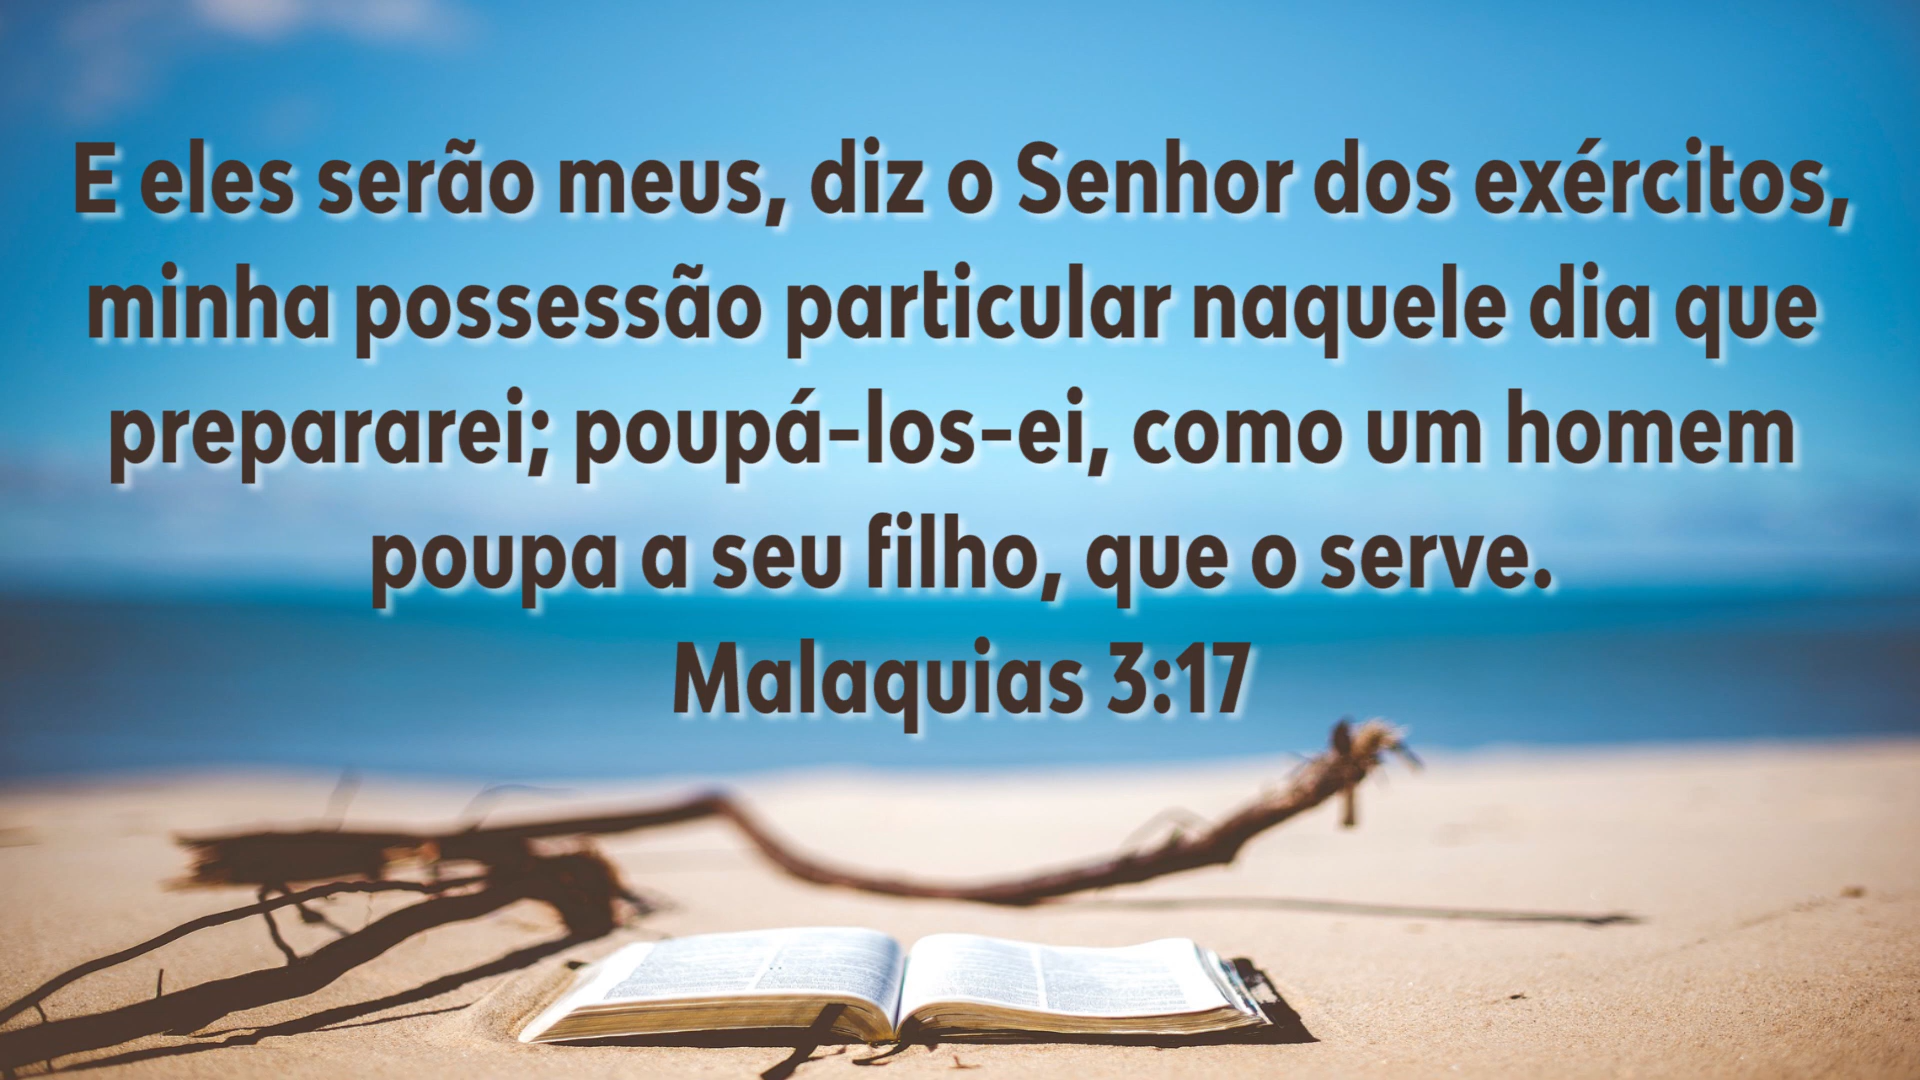 E eles serão meus, diz o Senhor dos exércitos,
minha possessão particular naquele dia que
prepararei; poupá-los-ei, como um homem
poupa a seu filho, que o serve.
Malaquias 3:17